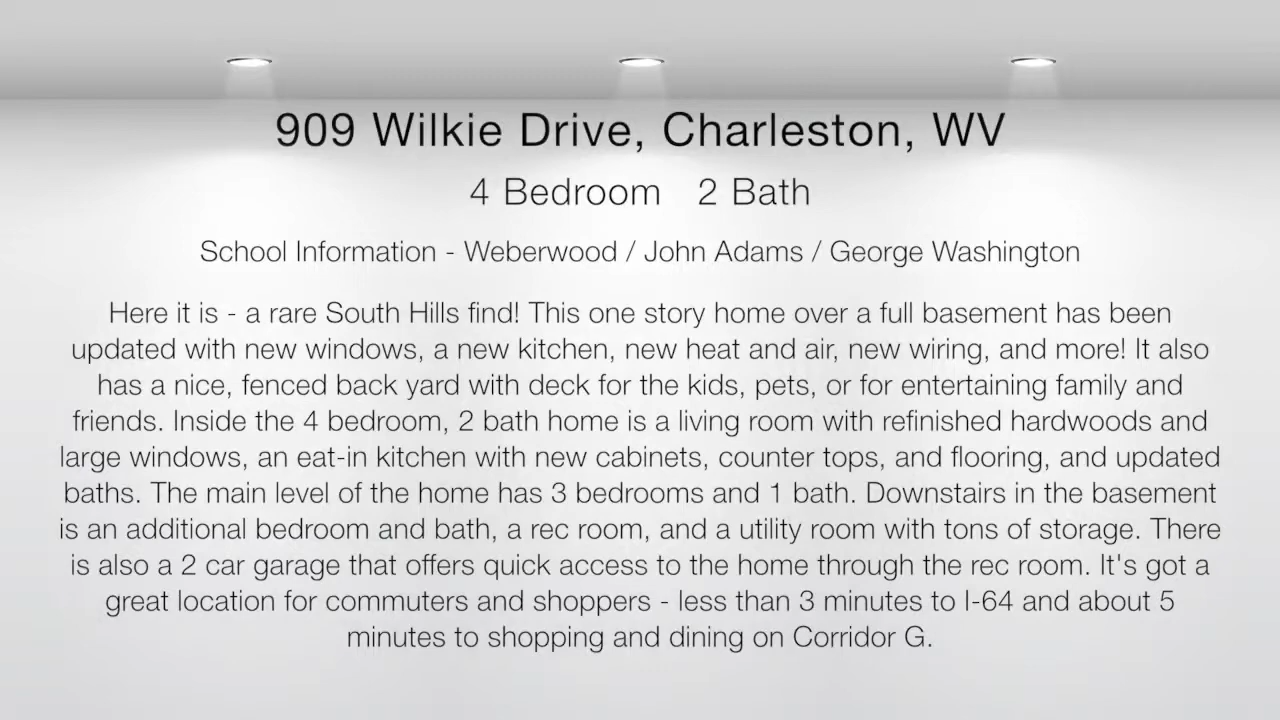 909 Wilkie Drive, Charleston, WV
4 Bedroom 2 Bath
School Information - Weberwood / John Adams / George Washington
Here it is - a rare South Hills find! This one story home over a full basement has been
updated with new windows, a new kitchen, new heat and air, new wiring, and more! It also
has a nice, fenced back yard with deck for the kids, pets, or for entertaining family and
friends. Inside the 4 bedroom, 2 bath home is a living room with refinished hardwoods and
large windows, an eat-in kitchen with new cabinets, counter tops, and flooring, and updated
baths. The main level of the home has 3 bedrooms and 1 bath. Downstairs in the basement
is an additional bedroom and bath, a rec room, and a utility room with tons of storage. There
is also a 2 car garage that offers quick access to the home through the rec room. It's got a
great location for commuters and shoppers - less than 3 minutes to I-64 and about 5
minutes to shopping and dining on Corridor G.